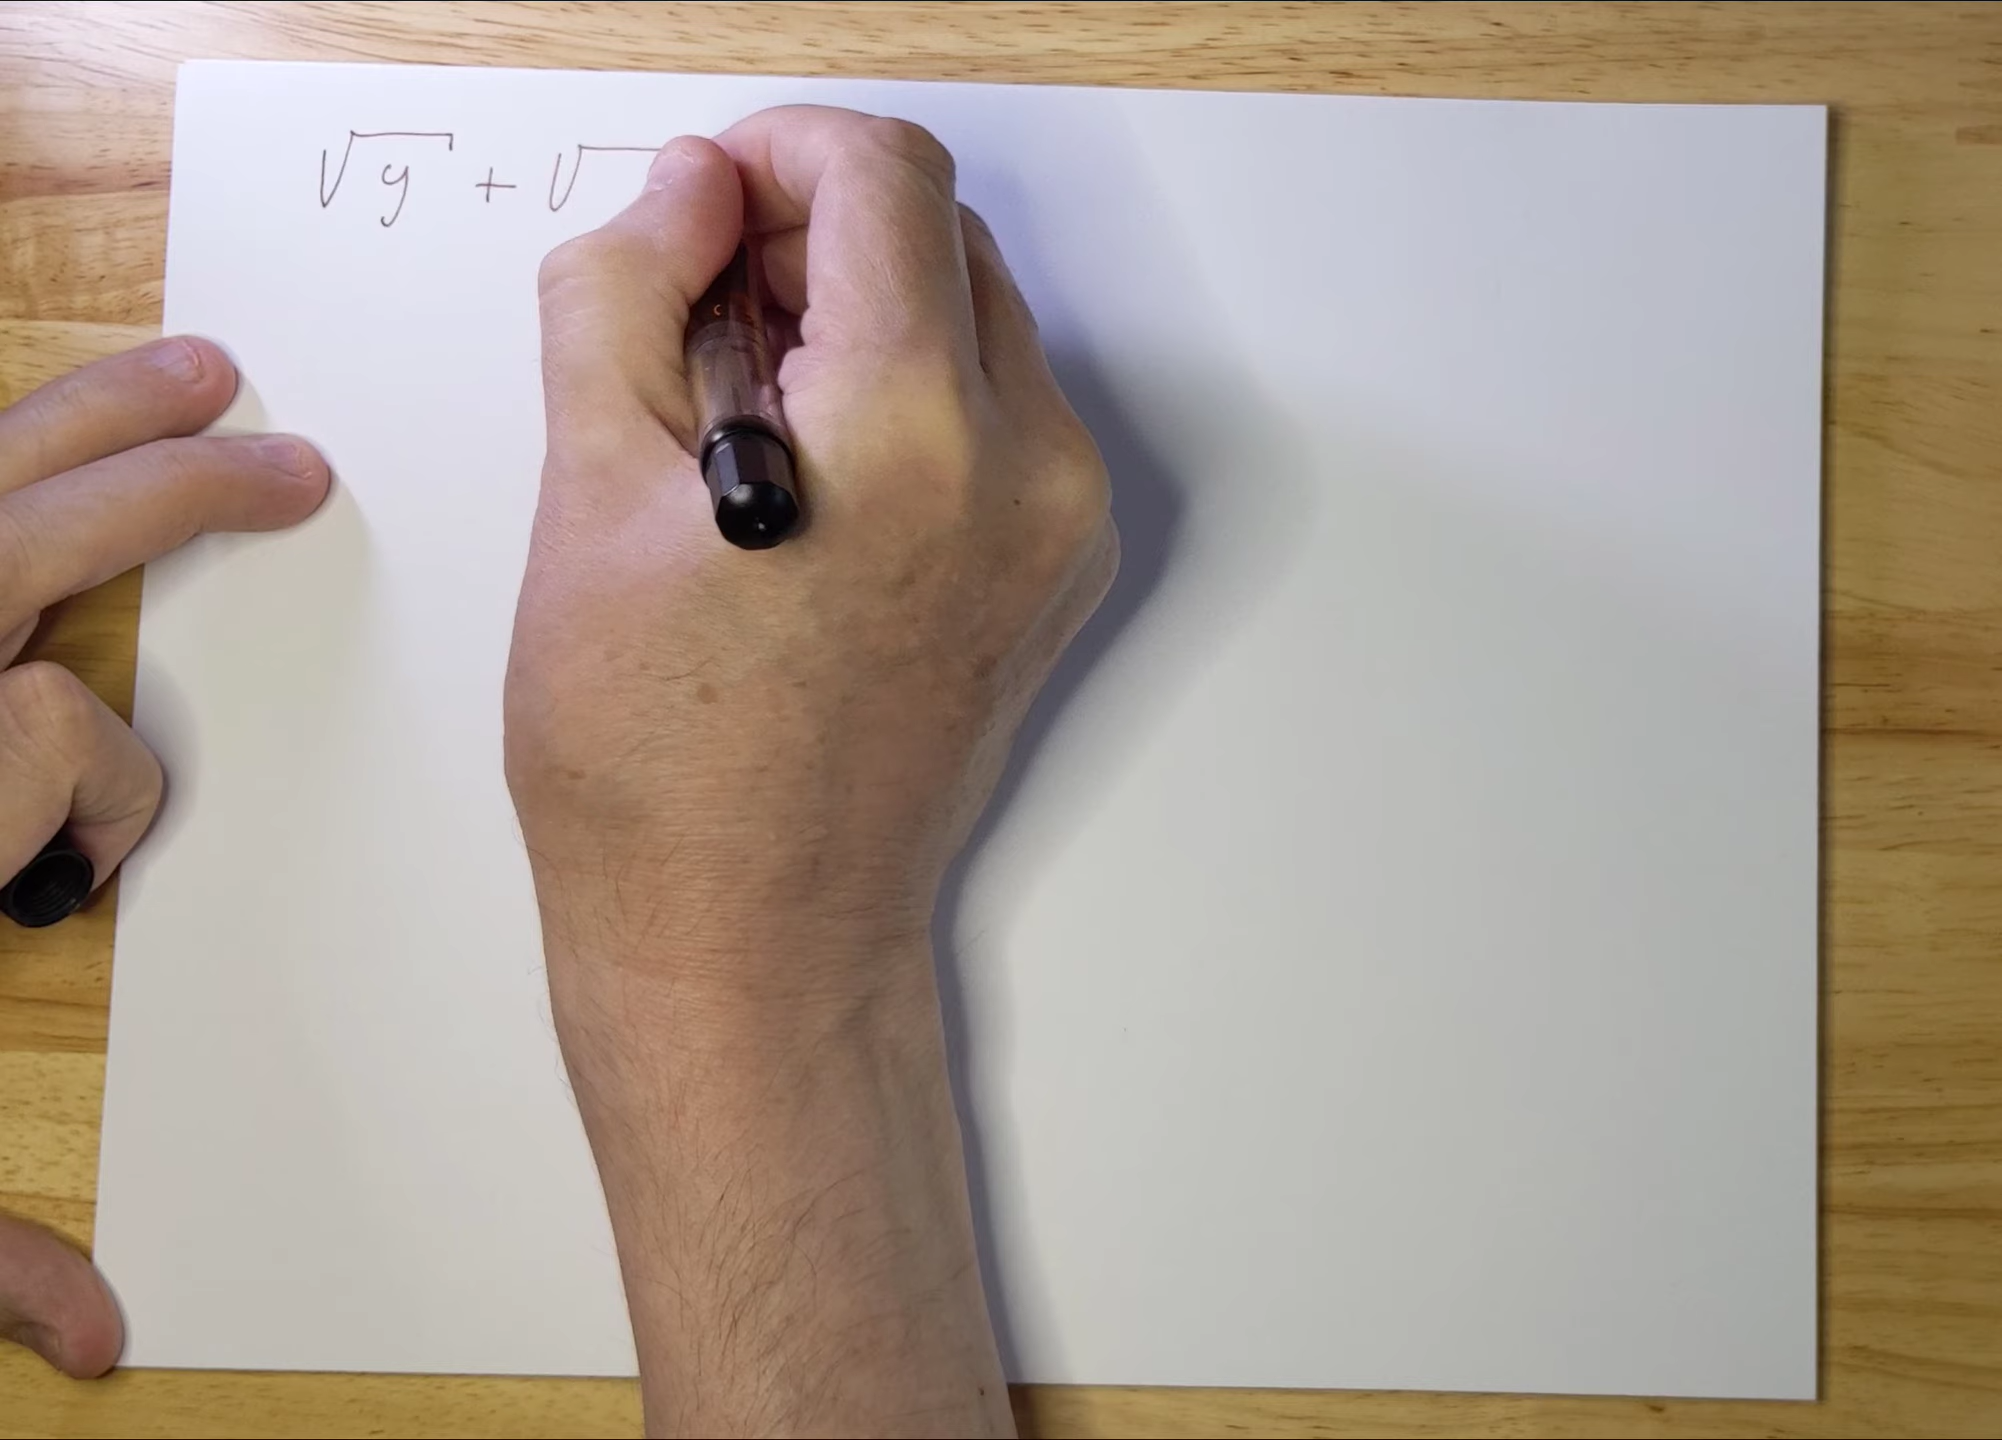 √y + √